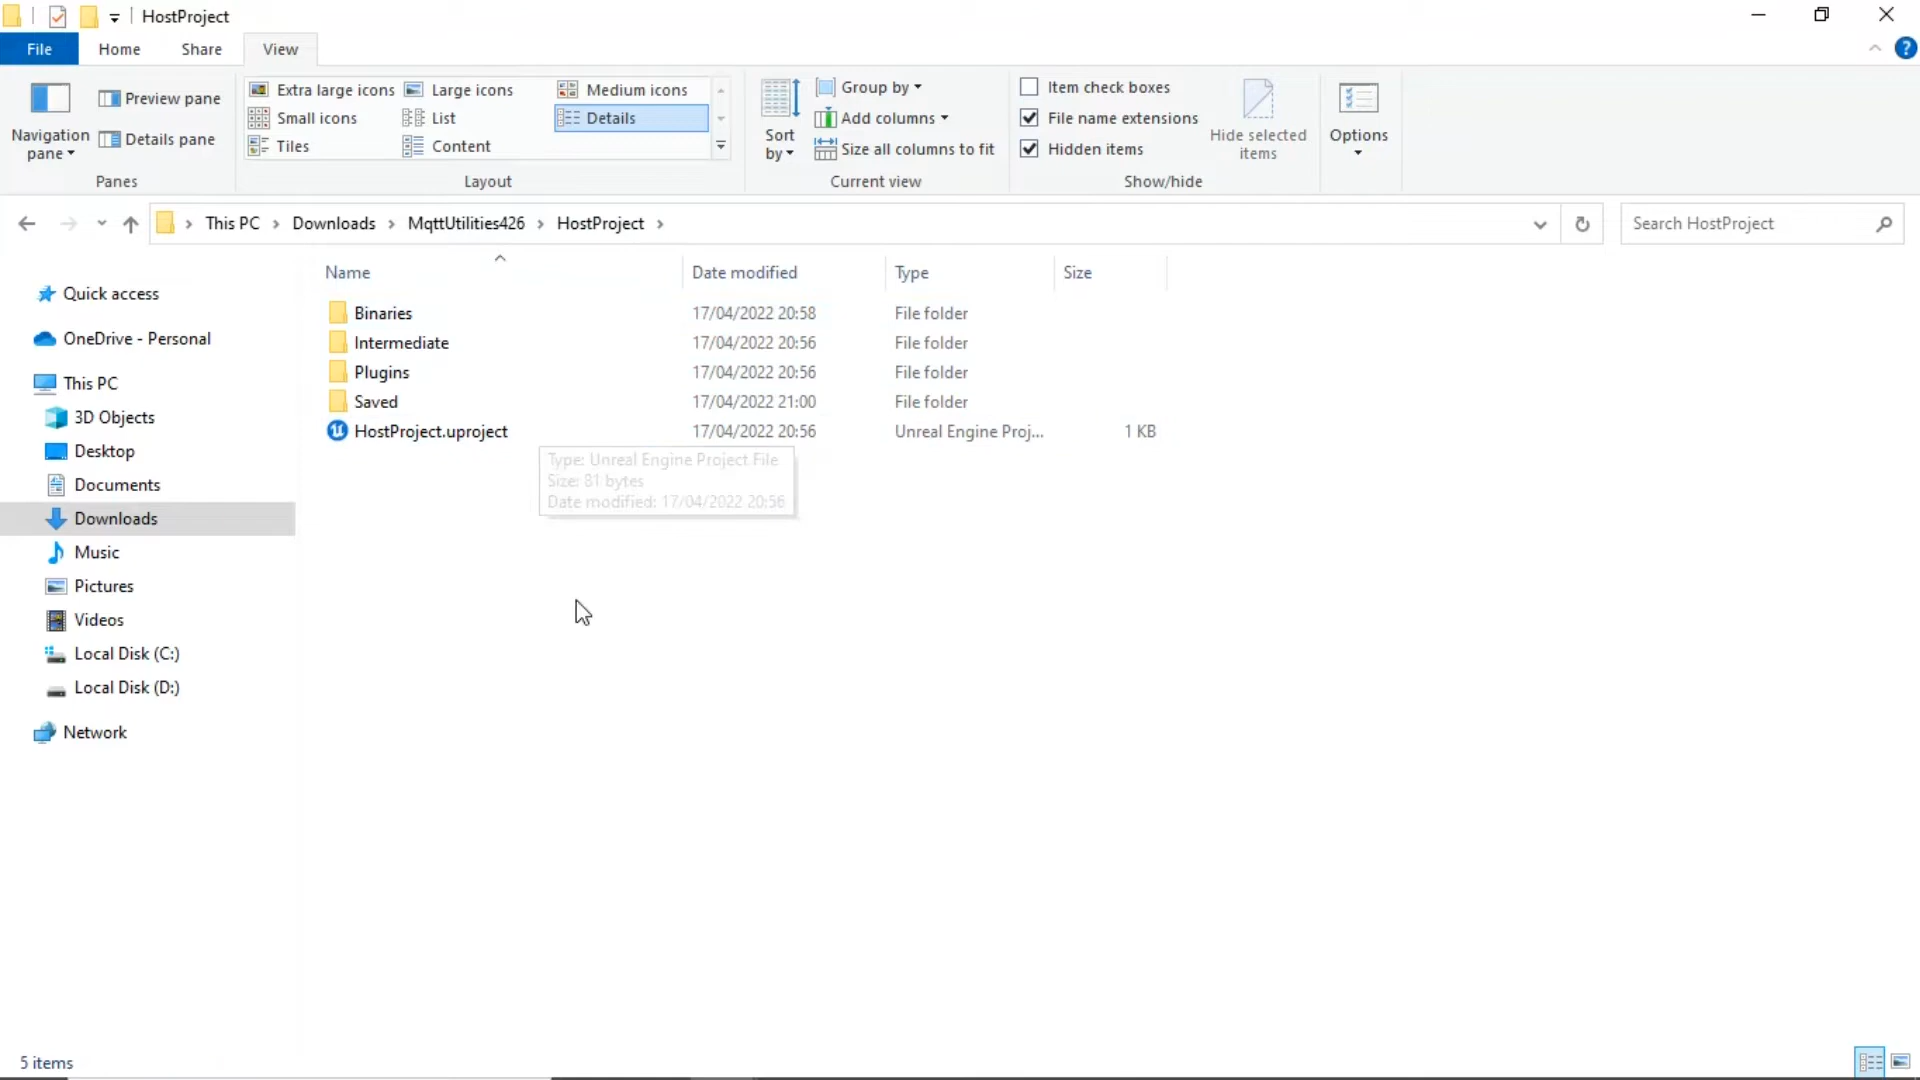 HostProject
File Home Share View
Navigation pane
Preview pane
Details pane
Panes
Extra large icons Large icons Medium icons
Small icons List Details
Tiles Content
Layout
Sort by
Group by
Add columns
Size all columns to fit
Current view
Item check boxes
File name extensions
Hidden items
Hide selected items
Show/hide
Options
This PC > Downloads > MqttUtilities426 > HostProject >
Search HostProject
Quick access
OneDrive - Personal
This PC
3D Objects
Desktop
Documents
Downloads
Music
Pictures
Videos
Local Disk (C:)
Local Disk (D:)
Network
Name Date modified Type Size
Binaries 17/04/2022 20:58 File folder
Intermediate 17/04/2022 20:56 File folder
Plugins 17/04/2022 20:56 File folder
Saved 17/04/2022 21:00 File folder
HostProject.uproject 17/04/2022 20:56 Unreal Engine Proj... 1 KB
Type: Unreal Engine Project File
Size: 81 bytes
Date modified: 17/04/2022 20:56
5 items